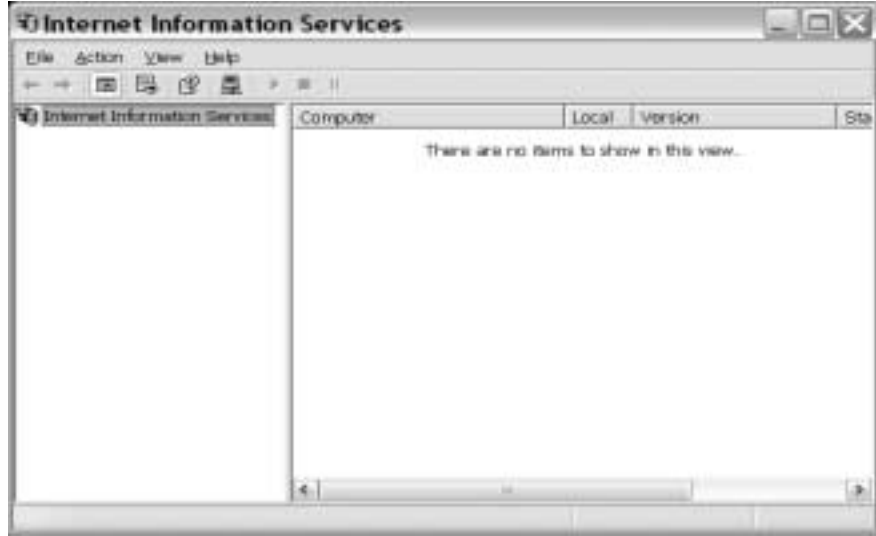 Internet Information Services
File Action View Help
Internet Information Services
Computer Local Version Sta
There are no items to show in this view.